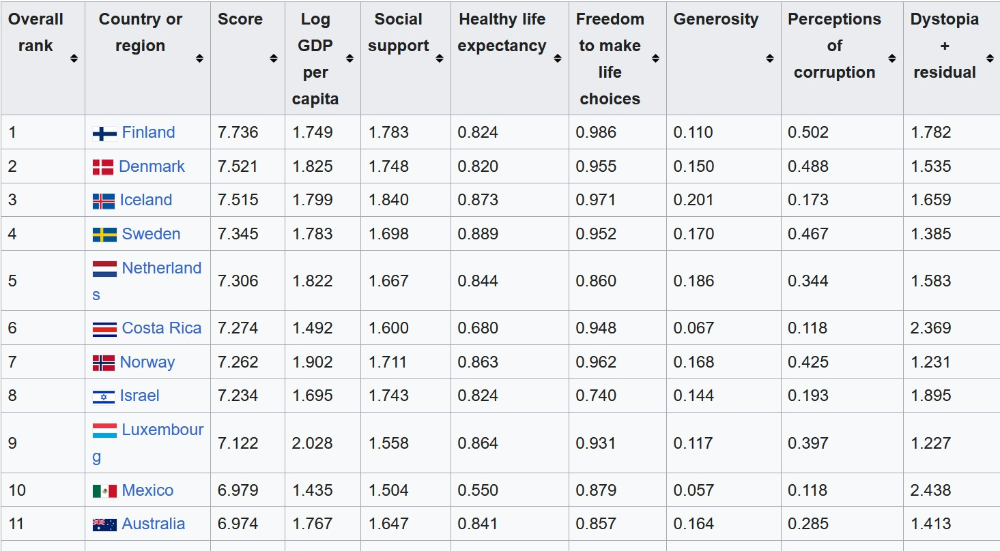 Overall rank Country or region Score Log GDP per capita Social support Healthy life expectancy Freedom to make life choices Generosity Perceptions of corruption Dystopia + residual
1 Finland 7.736 1.749 1.783 0.824 0.986 0.110 0.502 1.782
2 Denmark 7.521 1.825 1.748 0.820 0.955 0.150 0.488 1.535
3 Iceland 7.515 1.799 1.840 0.873 0.971 0.201 0.173 1.659
4 Sweden 7.345 1.783 1.698 0.889 0.952 0.170 0.467 1.385
5 Netherlands 7.306 1.822 1.667 0.844 0.860 0.186 0.344 1.583
6 Costa Rica 7.274 1.492 1.600 0.680 0.948 0.067 0.118 2.369
7 Norway 7.262 1.902 1.711 0.863 0.962 0.168 0.425 1.231
8 Israel 7.234 1.695 1.743 0.824 0.740 0.144 0.193 1.895
9 Luxembourg 7.122 2.028 1.558 0.864 0.931 0.117 0.397 1.227
10 Mexico 6.979 1.435 1.504 0.550 0.879 0.057 0.118 2.438
11 Australia 6.974 1.767 1.647 0.841 0.857 0.164 0.285 1.413